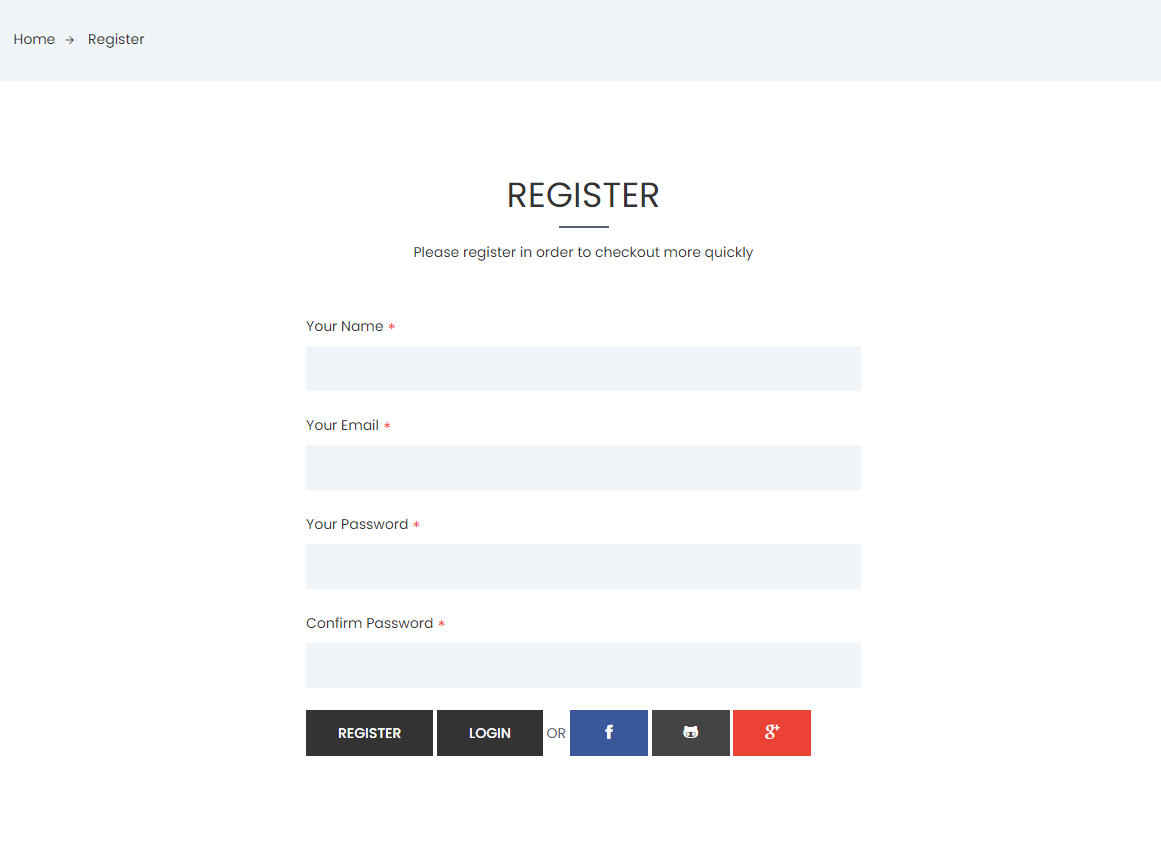 Home → Register
REGISTER
Please register in order to checkout more quickly
Your Name *
Your Email *
Your Password *
Confirm Password *
REGISTER LOGIN OR f g+